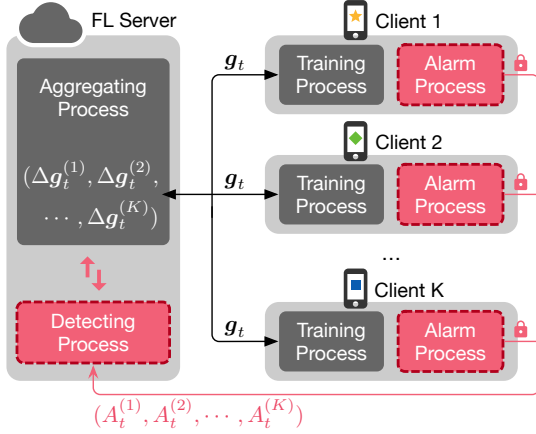 FL Server
Aggregating
Process
(Δg_t^{(1)}, Δg_t^{(2)},
⋯, Δg_t^{(K)})
Detecting
Process
Client 1
g_t
Training
Process
Alarm
Process
Client 2
g_t
Training
Process
Alarm
Process
...
Client K
g_t
Training
Process
Alarm
Process
(A_t^{(1)}, A_t^{(2)}, ⋯, A_t^{(K)})